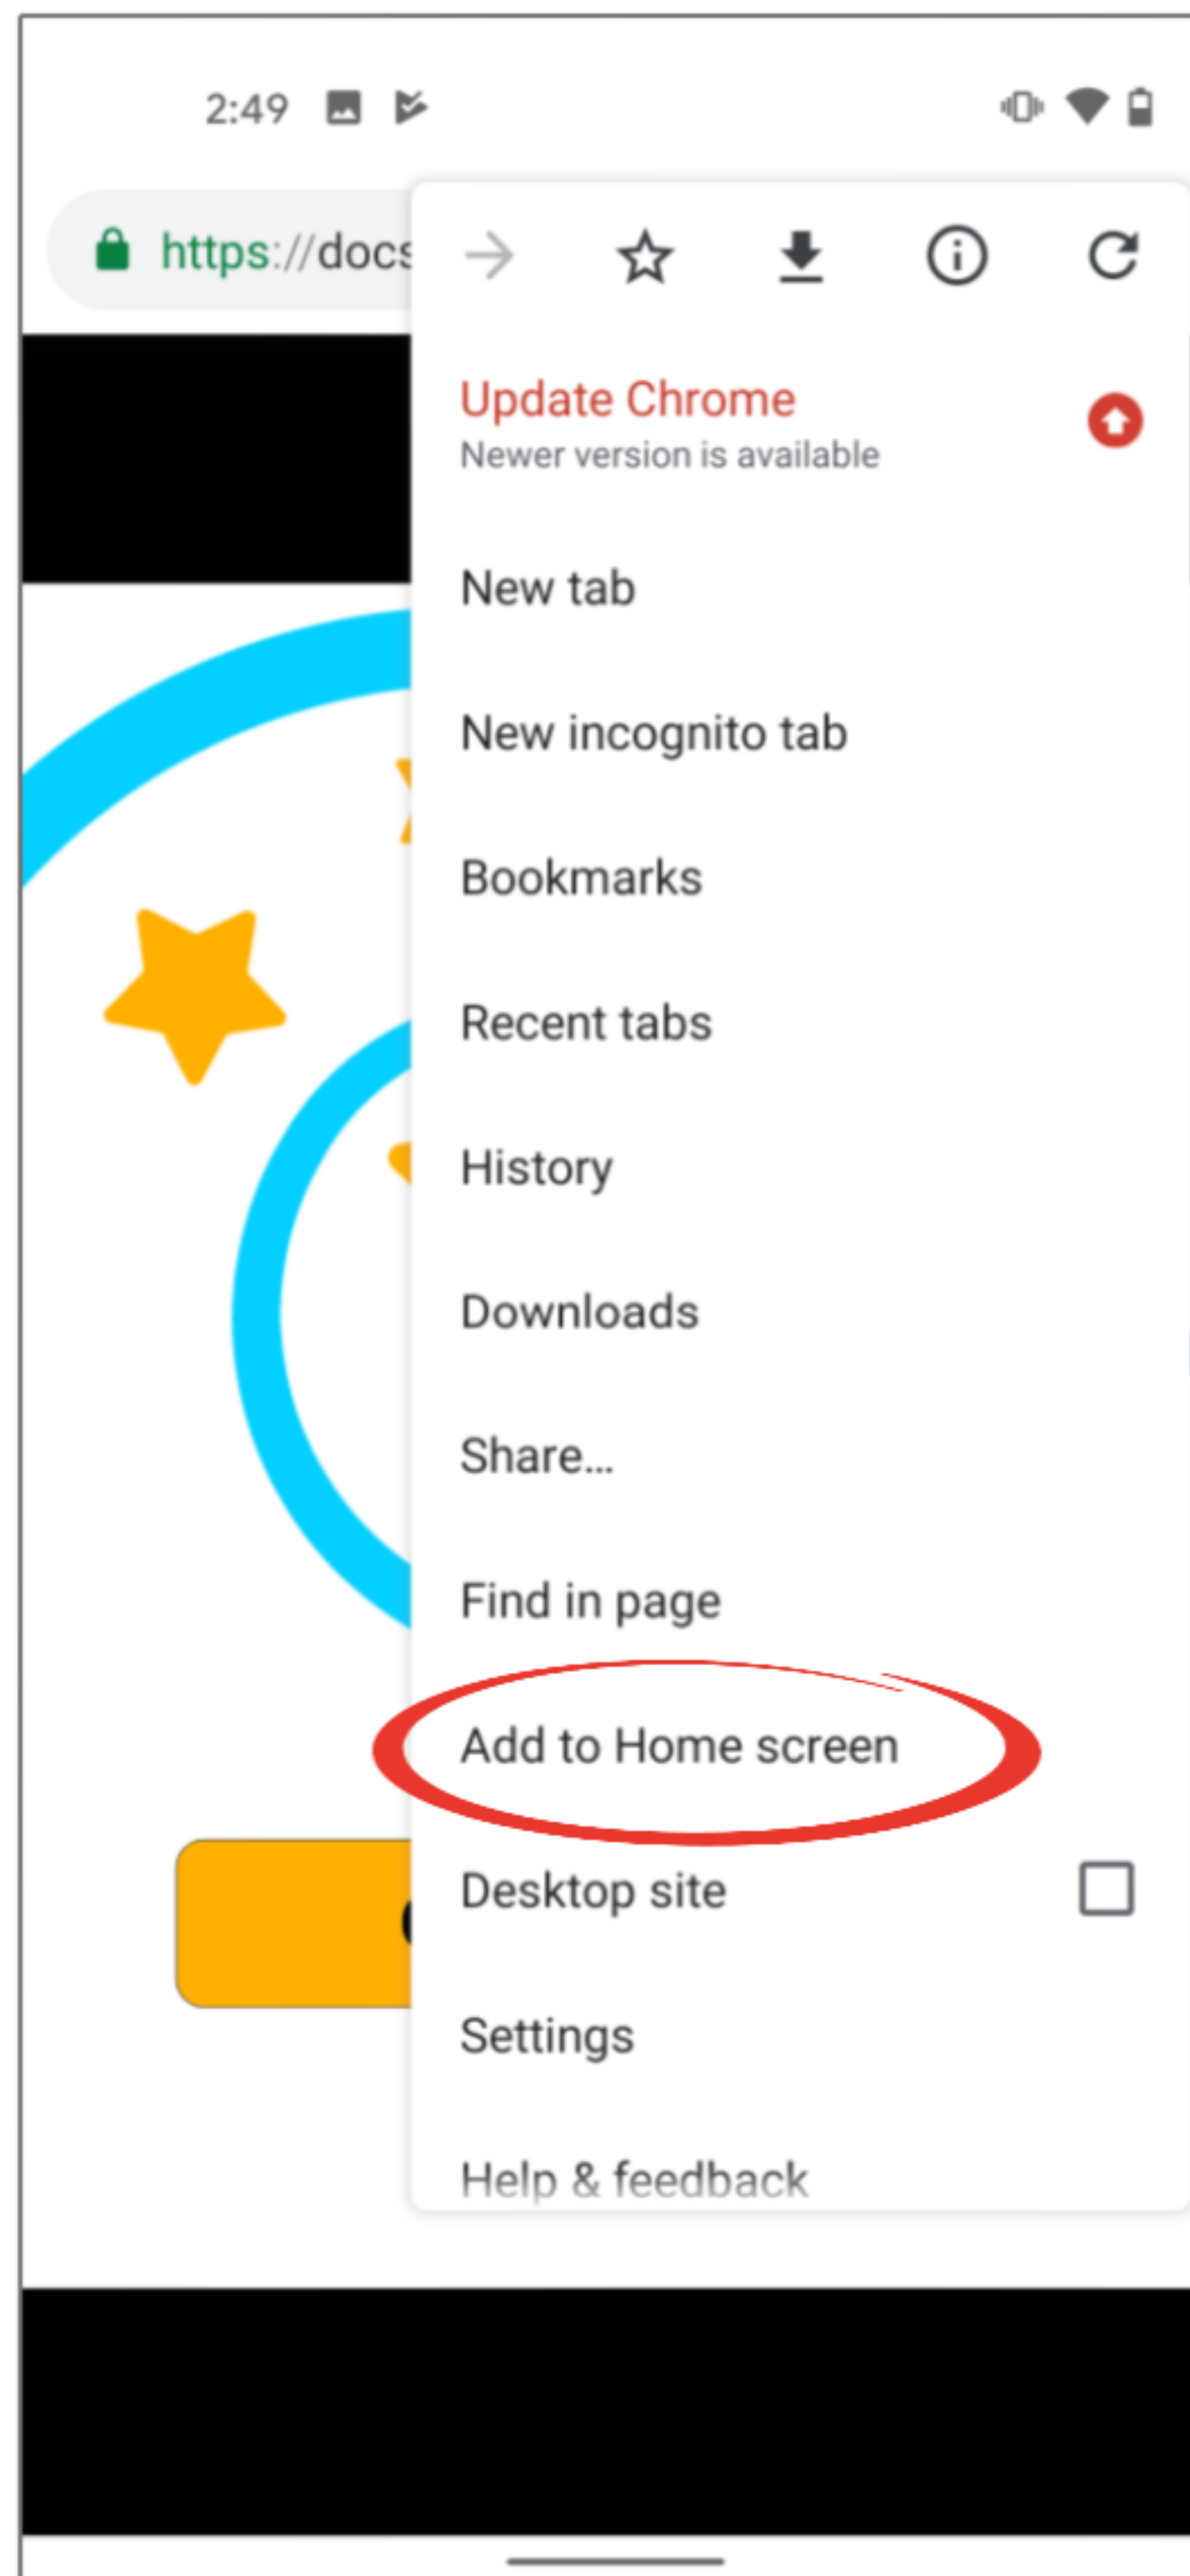 2:49
https://docs
Update Chrome
Newer version is available
New tab
New incognito tab
Bookmarks
Recent tabs
History
Downloads
Share...
Find in page
Add to Home screen
Desktop site
Settings
Help & feedback